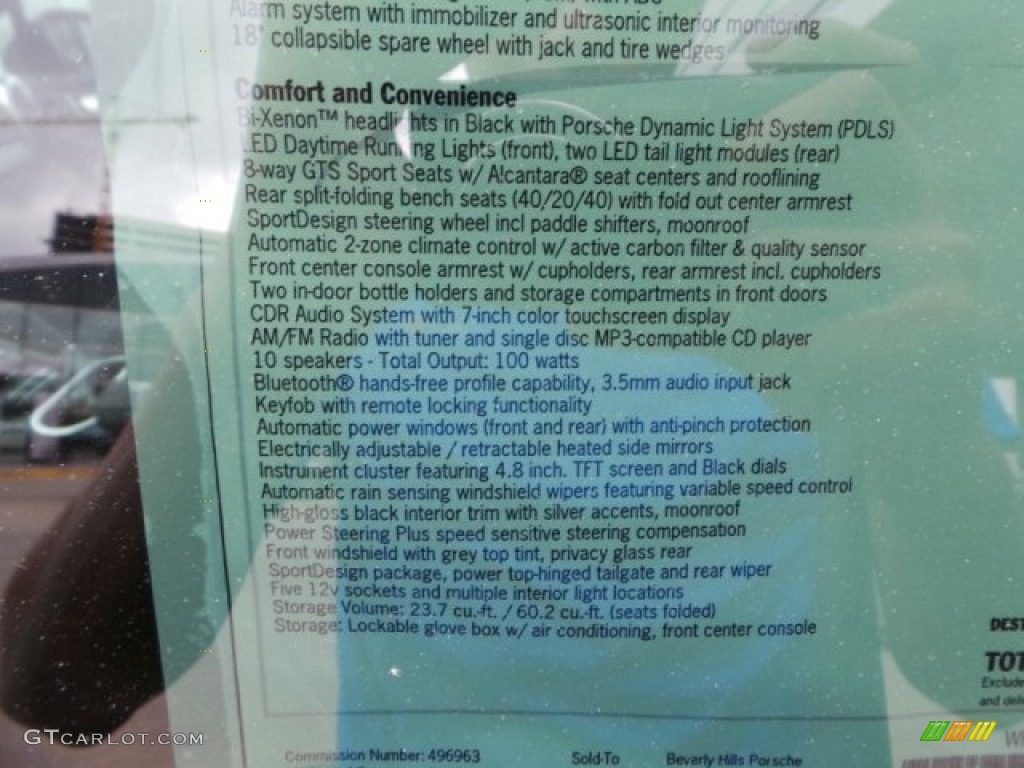 Alarm system with immobilizer and ultrasonic interior monitoring
18" collapsible spare wheel with jack and tire wedges
Comfort and Convenience
Bi-Xenon™ headlights in Black with Porsche Dynamic Light System (PDLS)
LED Daytime Running Lights (front), two LED tail light modules (rear)
8-way GTS Sport Seats w/ Alcantara® seat centers and rooflining
Rear split-folding bench seats (40/20/40) with fold out center armrest
SportDesign steering wheel incl paddle shifters, moonroof
Automatic 2-zone climate control w/ active carbon filter & quality sensor
Front center console armrest w/ cupholders, rear armrest incl. cupholders
Two in-door bottle holders and storage compartments in front doors
CDR Audio System with 7-inch color touchscreen display
AM/FM Radio with tuner and single disc MP3-compatible CD player
10 speakers - Total Output: 100 watts
Bluetooth® hands-free profile capability, 3.5mm audio input jack
Keyfob with remote locking functionality
Automatic power windows (front and rear) with anti-pinch protection
Electrically adjustable / retractable heated side mirrors
Instrument cluster featuring 4.8 inch. TFT screen and Black dials
Automatic rain sensing windshield wipers featuring variable speed control
High-gloss black interior trim with silver accents, moonroof
Power Steering Plus speed sensitive steering compensation
Front windshield with grey top tint, privacy glass rear
SportDesign package, power top-hinged tailgate and rear wiper
Five 12v sockets and multiple interior light locations
Storage Volume: 23.7 cu.-ft. / 60.2 cu.-ft. (seats folded)
Storage: Lockable glove box w/ air conditioning, front center console
DEST
TOT
Exclude
and deli
Commission Number: 496963
Sold-To
Beverly Hills Porsche
GTCARLOT.COM